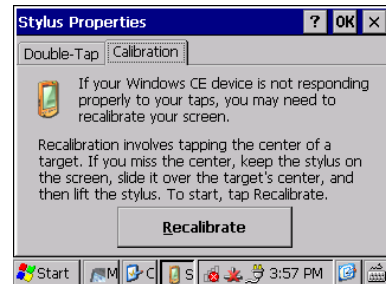 Stylus Properties ? OK ×
Double-Tap Calibration
If your Windows CE device is not responding
properly to your taps, you may need to
recalibrate your screen.
Recalibration involves tapping the center of a
target. If you miss the center, keep the stylus on
the screen, slide it over the target's center, and
then lift the stylus. To start, tap Recalibrate.
Recalibrate
Start M C S 3:57 PM